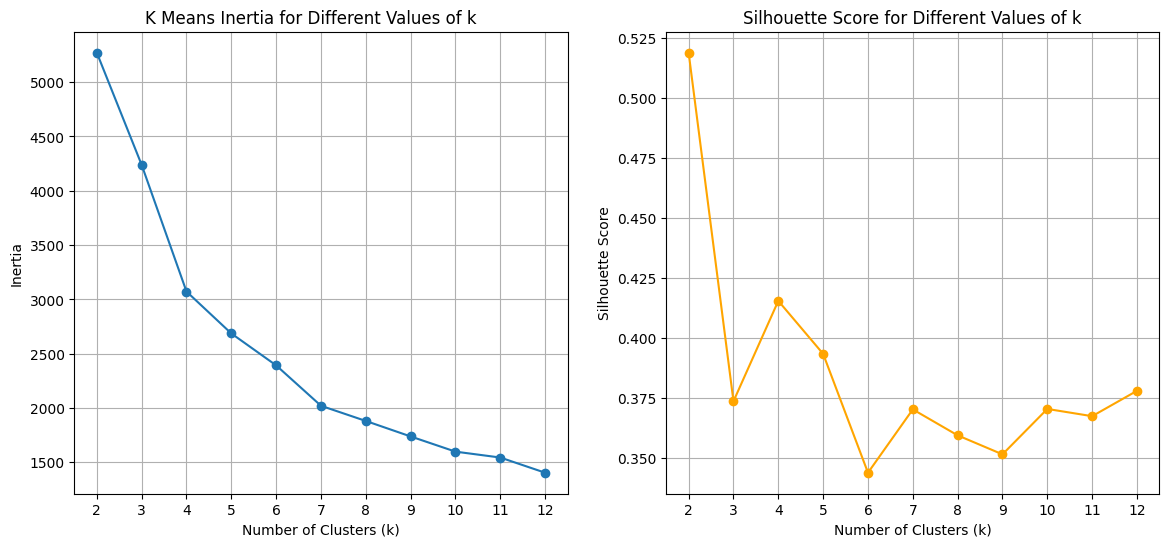 K Means Inertia for Different Values of k
5000
4500
4000
3500
3000
2500
2000
1500
Inertia
2 3 4 5 6 7 8 9 10 11 12
Number of Clusters (k)
Silhouette Score for Different Values of k
0.525
0.500
0.475
0.450
0.425
0.400
0.375
0.350
Silhouette Score
2 3 4 5 6 7 8 9 10 11 12
Number of Clusters (k)